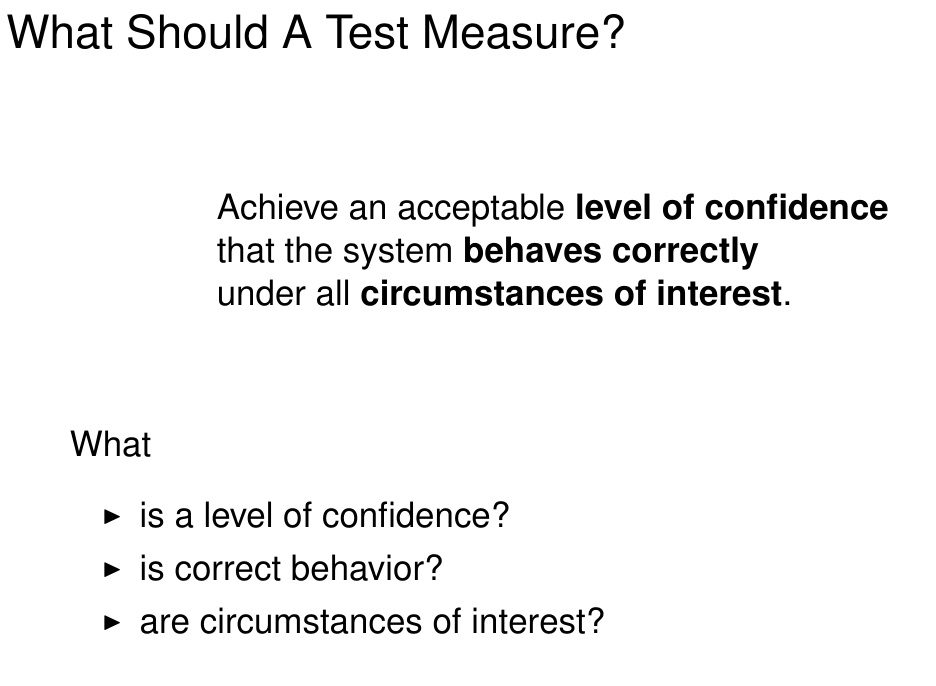 What Should A Test Measure?
Achieve an acceptable level of confidence
that the system behaves correctly
under all circumstances of interest.
What
▶ is a level of confidence?
▶ is correct behavior?
▶ are circumstances of interest?